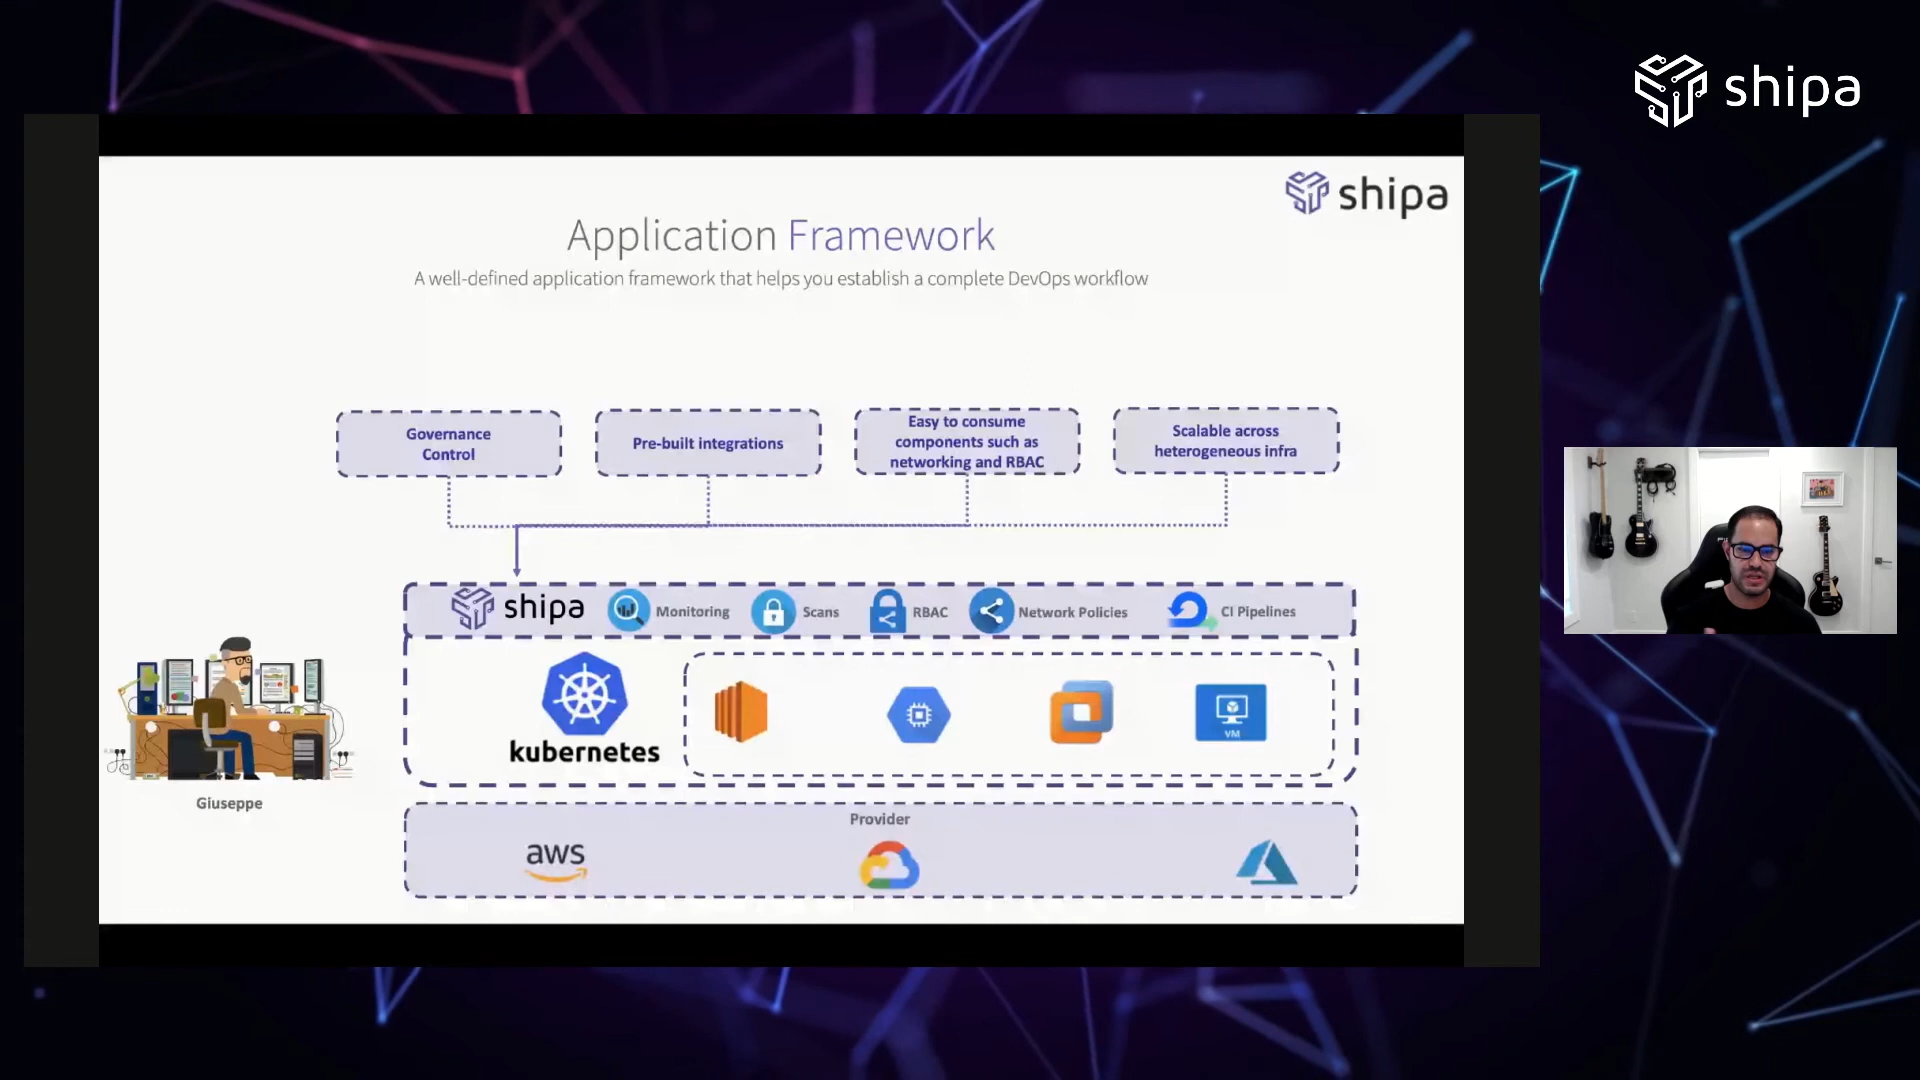 shipa
shipa
Application Framework
A well-defined application framework that helps you establish a complete DevOps workflow
Governance
Control
Pre-built integrations
Easy to consume
components such as
networking and RBAC
Scalable across
heterogeneous infra
shipa
Monitoring
Scans
RBAC
Network Policies
CI Pipelines
kubernetes
VM
Giuseppe
Provider
aws